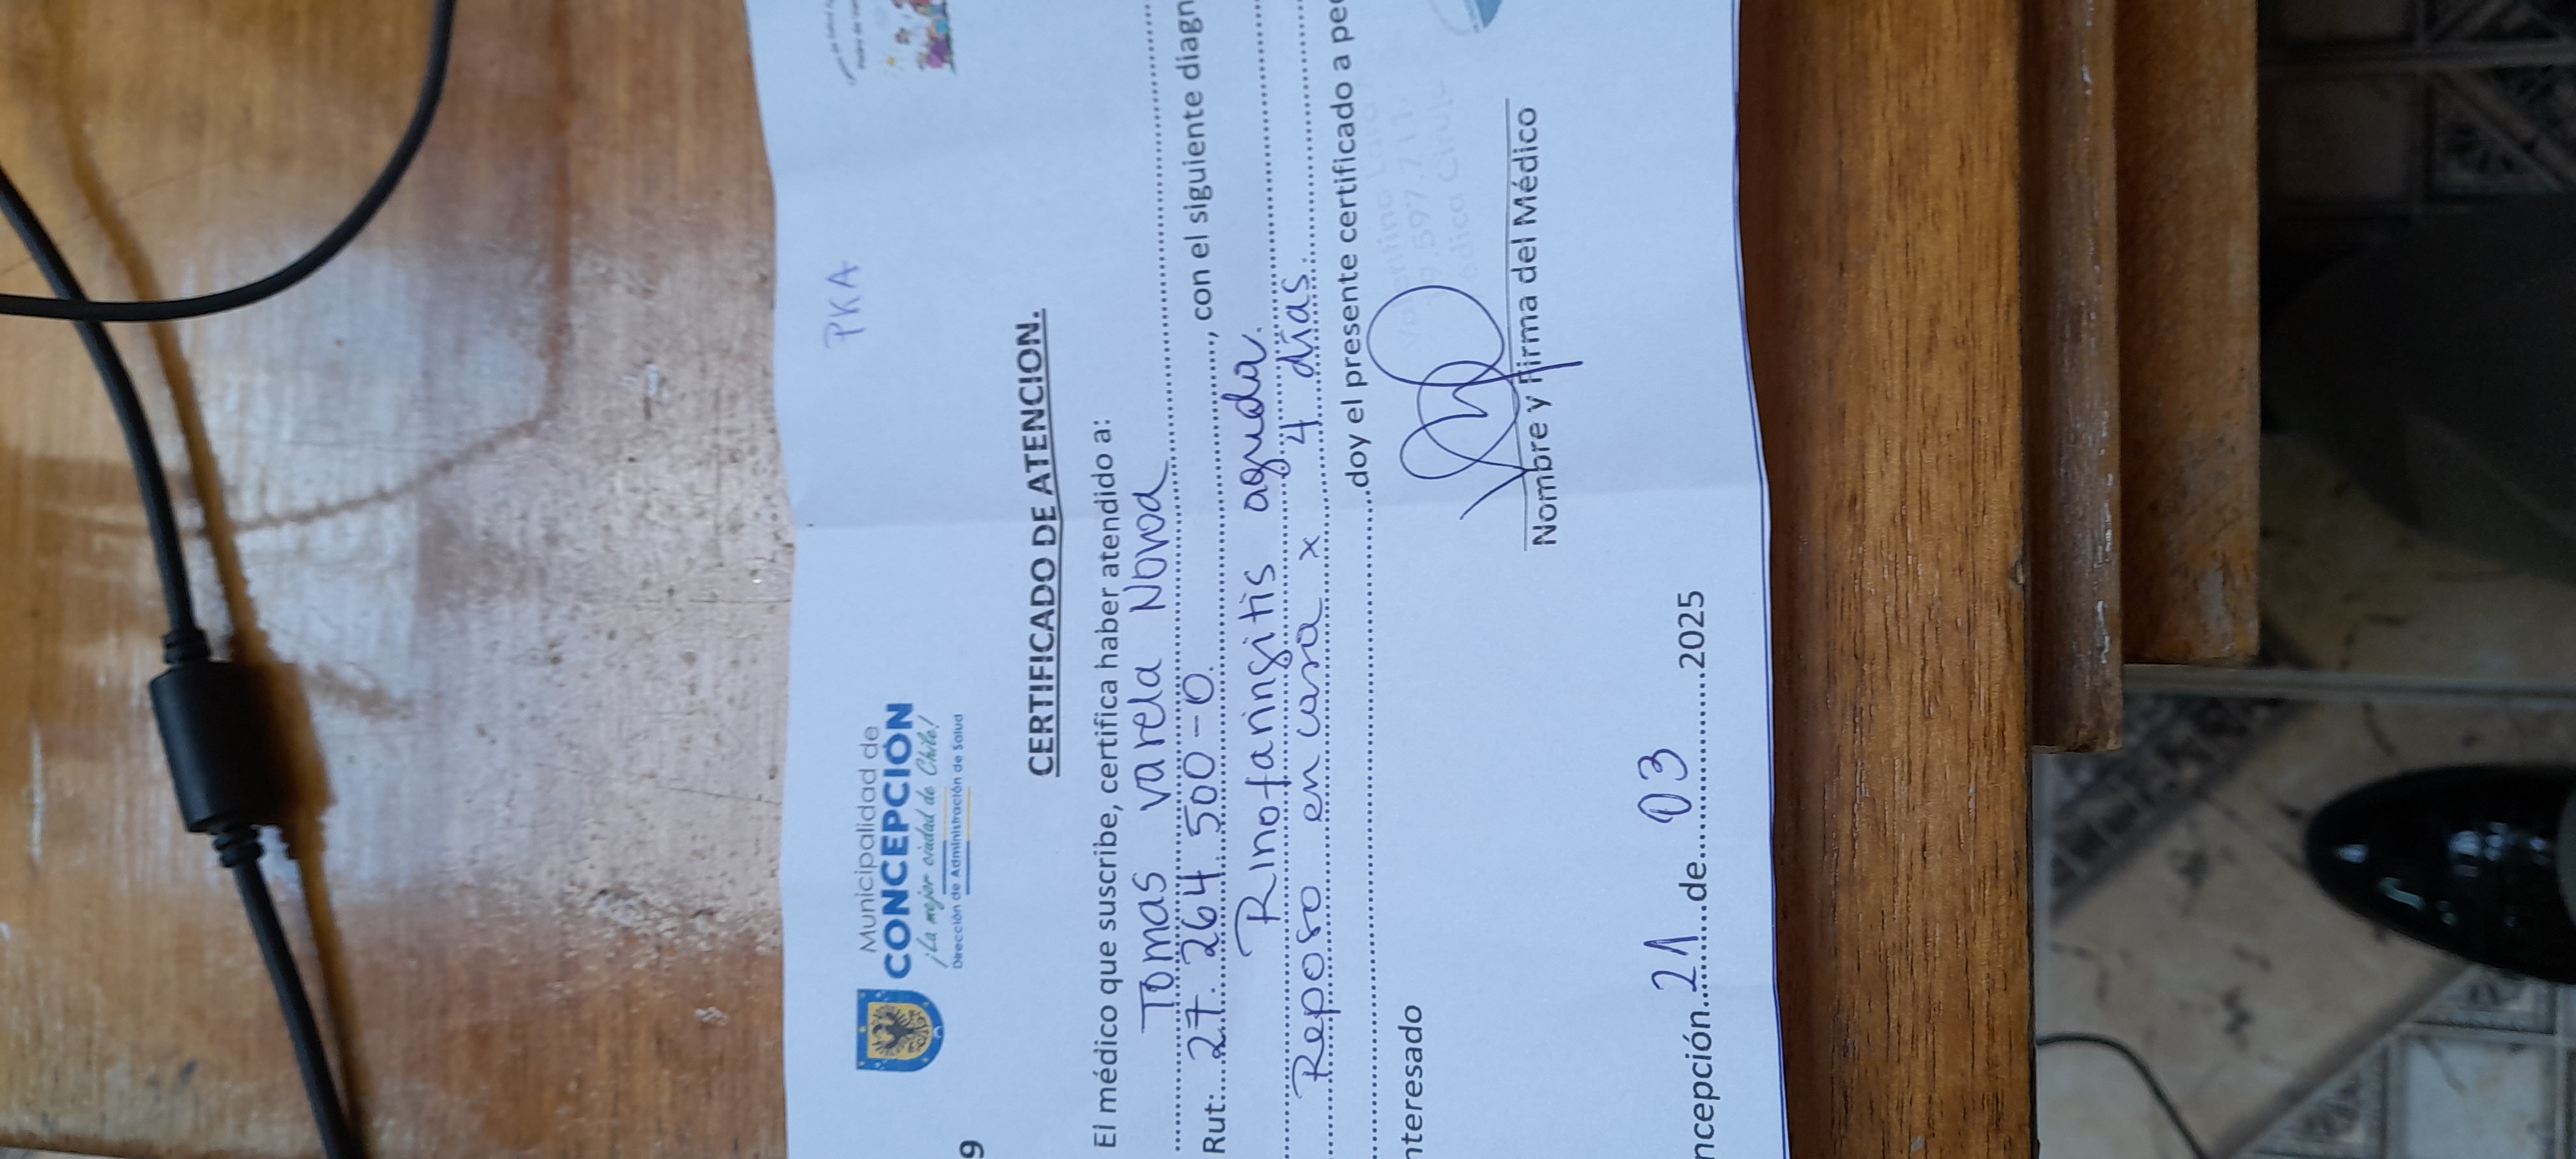 Municipalidad de
CONCEPCIÓN
¡La mejor ciudad de Chile!
Dirección de Administración de Salud
PKA
9
CERTIFICADO DE ATENCION.
El médico que suscribe, certifica haber atendido a:
Tomas Varela Novoa
Rut: 27.264.500-0, con el siguiente diagn
Rinofaringitis aguda.
Reposo en casa x 4 días.
doy el presente certificado a pe
nteresado
Nombre y Firma del Médico
ncepción 21 de 03 2025